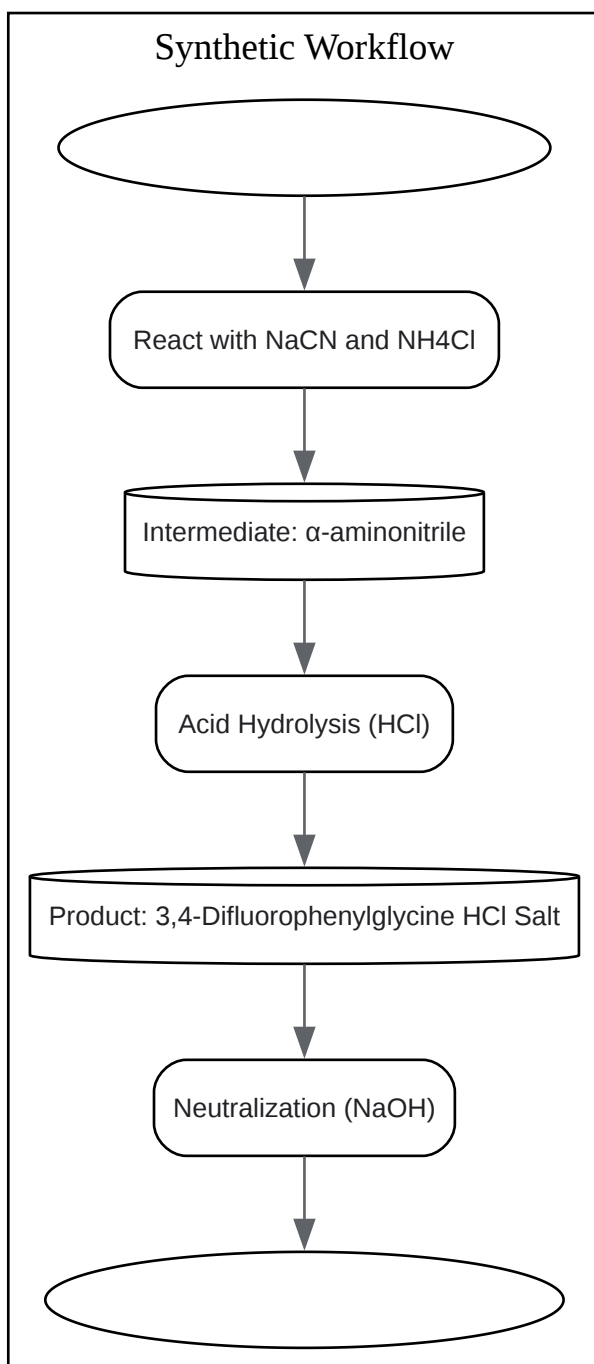 Synthetic Workflow
React with NaCN and NH4Cl
Intermediate: α-aminonitrile
Acid Hydrolysis (HCl)
Product: 3,4-Difluorophenylglycine HCl Salt
Neutralization (NaOH)